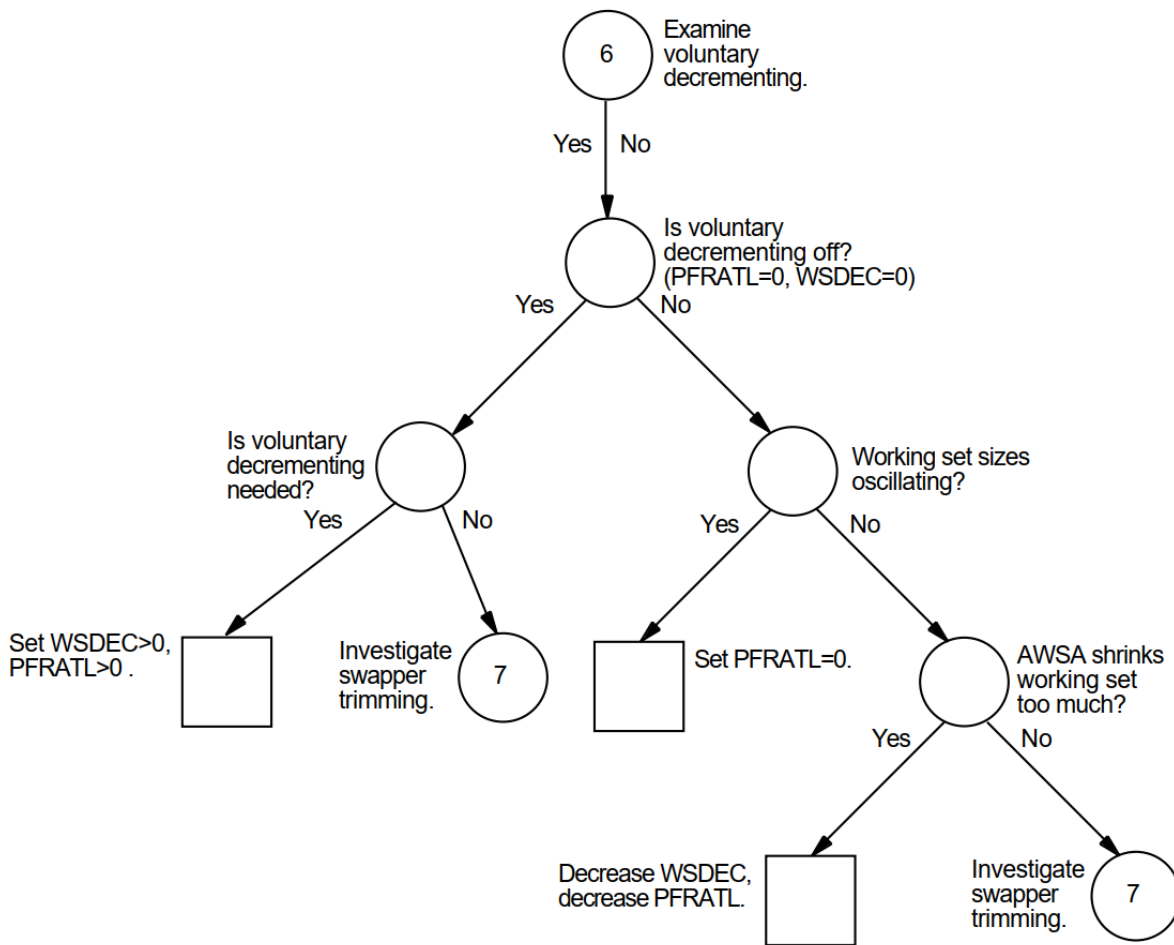 6
Examine
voluntary
decrementing.
Yes No
Is voluntary
decrementing off?
(PFRATL=0, WSDEC=0)
Yes No
Is voluntary
decrementing
needed?
Working set sizes
oscillating?
Yes No
Yes No
Set WSDEC>0,
PFRATL>0 .
Investigate
swapper
trimming.
7
Set PFRATL=0.
AWSA shrinks
working set
too much?
Yes No
Decrease WSDEC,
decrease PFRATL.
Investigate
swapper
trimming.
7